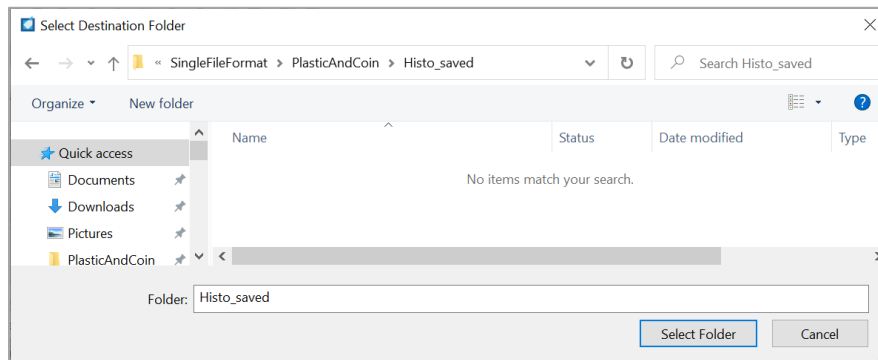 Select Destination Folder
« SingleFileFormat > PlasticAndCoin > Histo_saved
Search Histo_saved
Organize
New folder
?
Name
Status
Date modified
Type
Quick access
Documents
Downloads
Pictures
PlasticAndCoin
No items match your search.
Folder: Histo_saved
Select Folder
Cancel